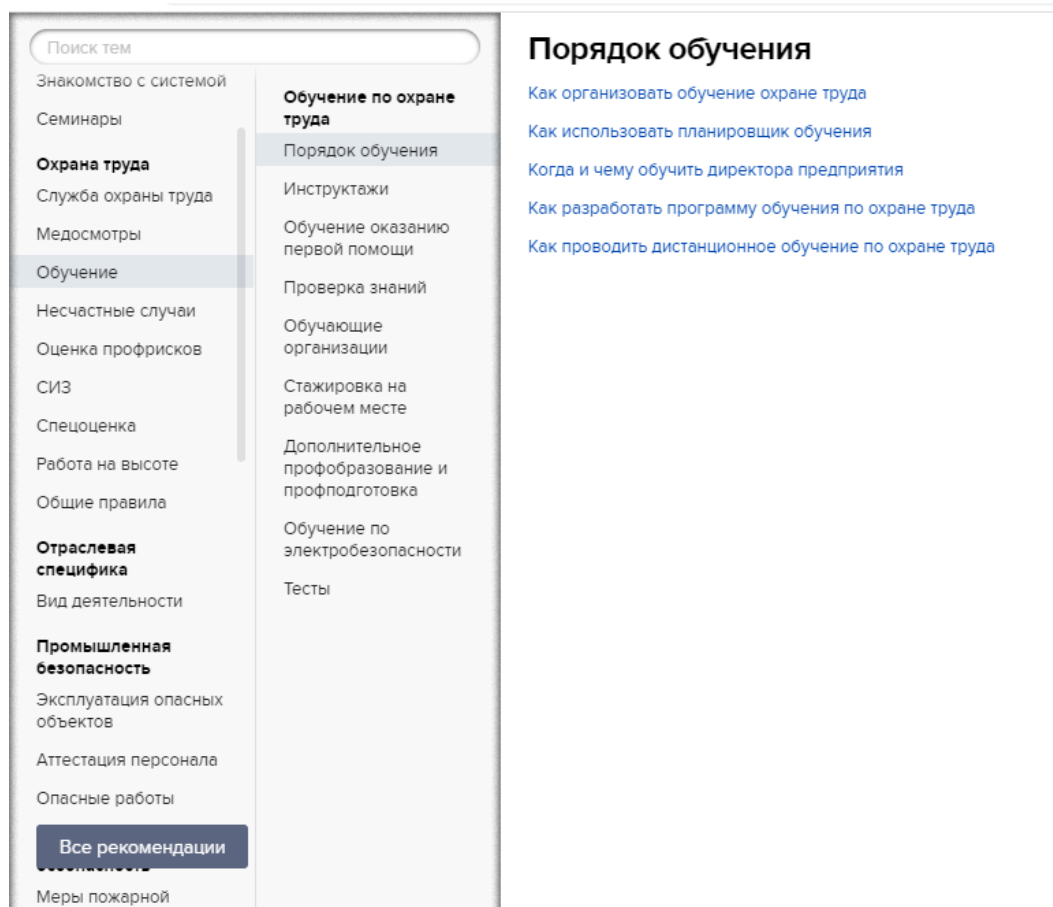 Поиск тем
Знакомство с системой
Семинары
Охрана труда
Служба охраны труда
Медосмотры
Обучение
Несчастные случаи
Оценка профрисков
СИЗ
Спецоценка
Работа на высоте
Общие правила
Отраслевая
специфика
Вид деятельности
Промышленная
безопасность
Эксплуатация опасных
объектов
Аттестация персонала
Опасные работы
Все рекомендации
Меры пожарной
Обучение по охране
труда
Порядок обучения
Инструктажи
Обучение оказанию
первой помощи
Проверка знаний
Обучающие
организации
Стажировка на
рабочем месте
Дополнительное
профобразование и
профподготовка
Обучение по
электробезопасности
Тесты
Порядок обучения
Как организовать обучение охране труда
Как использовать планировщик обучения
Когда и чему обучить директора предприятия
Как разработать программу обучения по охране труда
Как проводить дистанционное обучение по охране труда